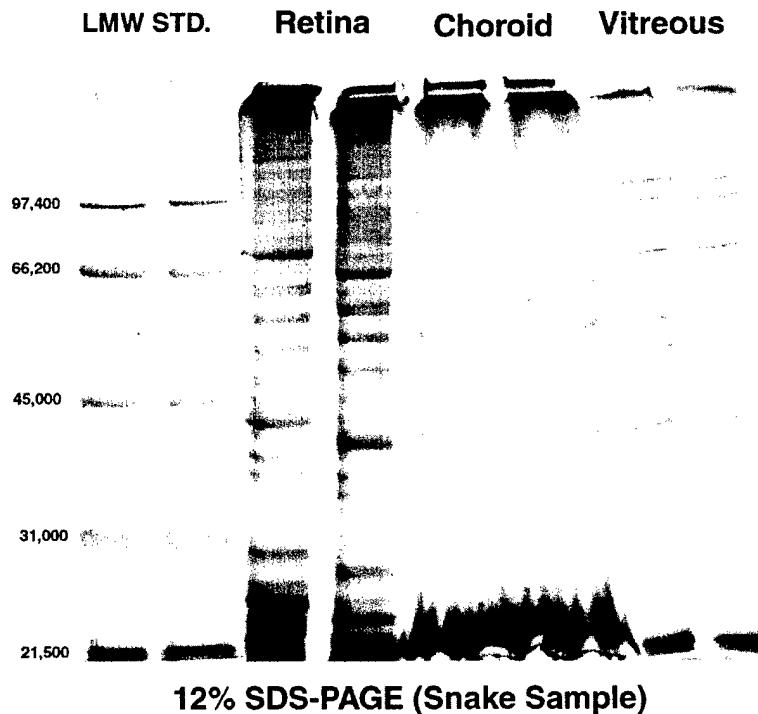 LMW STD. Retina Choroid Vitreous
97,400
66,200
45,000
31,000
21,500
12% SDS-PAGE (Snake Sample)